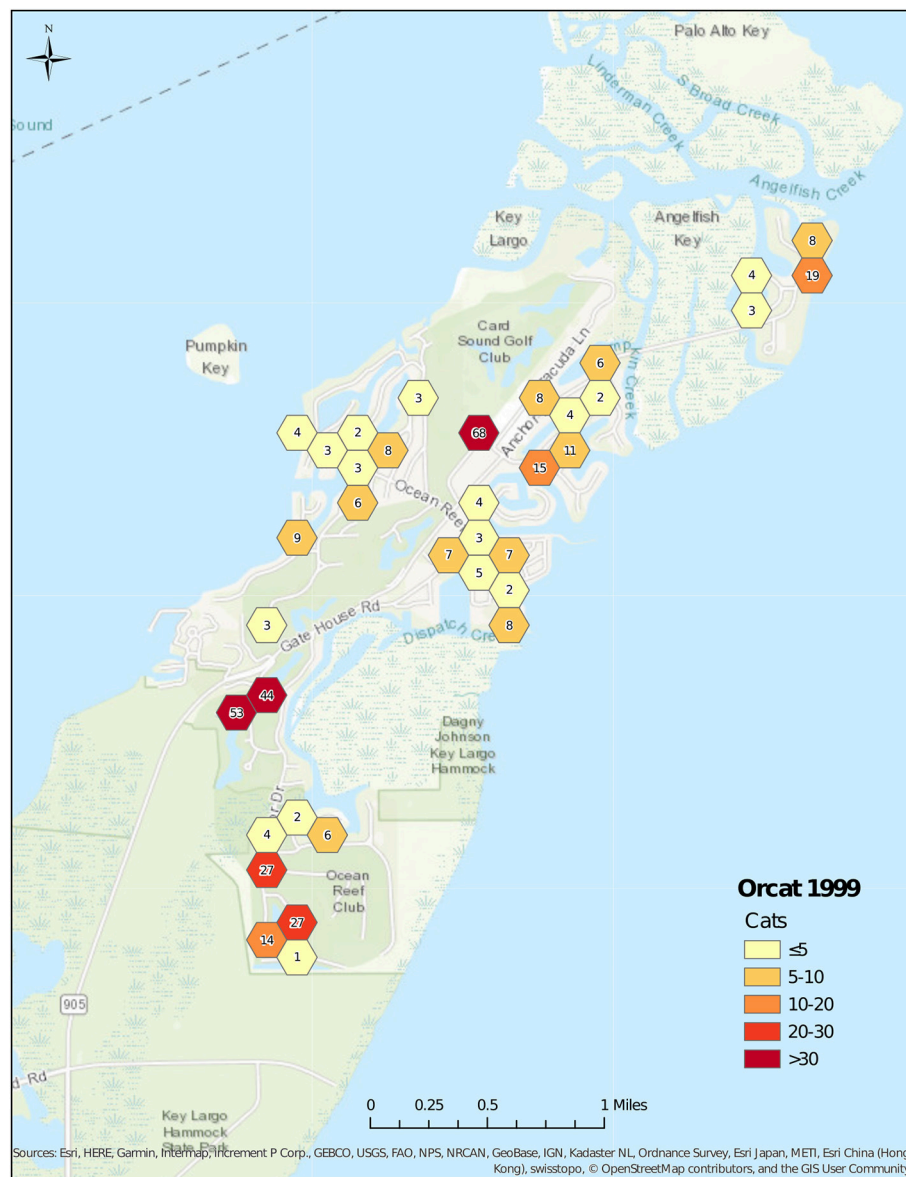 N
Palo Alto Key
Linderman Creek
S Broad Creek
Sound
Angelfish Creek
Key
Largo
Angelfish
Key
8
4
19
3
Card
Sound Golf
Club
Pumpkin
Key
6
3
8
2
4
4
2
68
3
8
11
3
15
Kin Creek
6
4
Ocean Reef
9
3
7
7
5
2
3
8
Gate House Rd
Dispatch Cre
44
53
Dagny
Johnson
Key Largo
Hammock
2
4
6
27
Ocean
Reef
Club
27
14
1
905
d Rd
Key Largo
Hammock
State Park
Orcat 1999
Cats
≤5
5-10
10-20
20-30
>30
0 0.25 0.5 1 Miles
Sources: Esri, HERE, Garmin, Intermap, increment P Corp., GEBCO, USGS, FAO, NPS, NRCAN, GeoBase, IGN, Kadaster NL, Ordnance Survey, Esri Japan, METI, Esri China (Hong
Kong), swisstopo, © OpenStreetMap contributors, and the GIS User Community